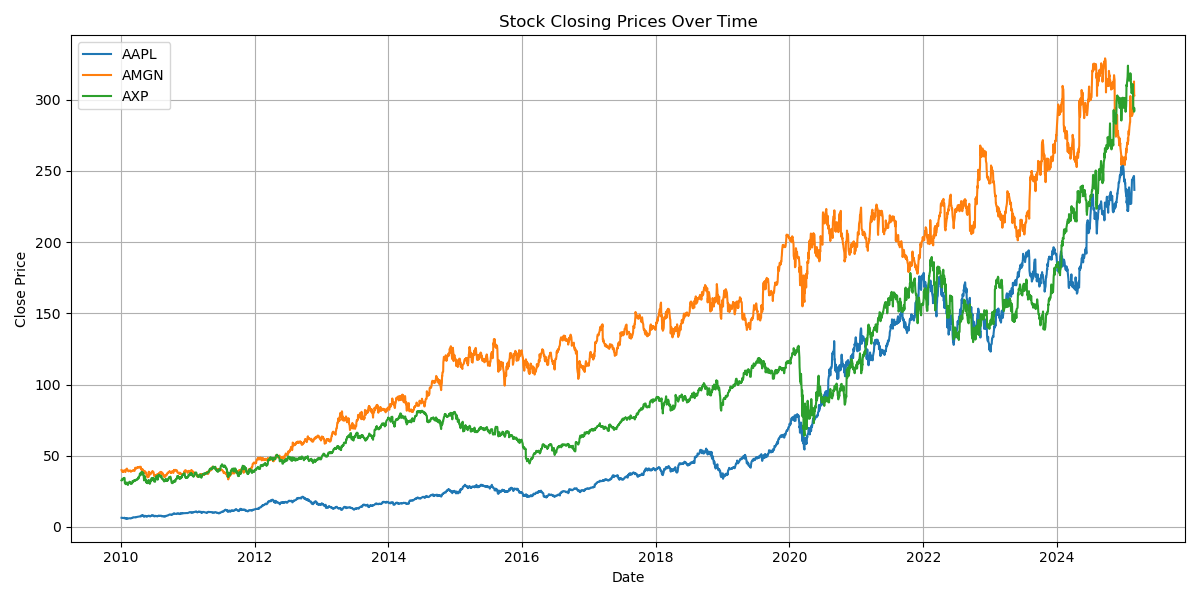 Stock Closing Prices Over Time
AAPL
AMGN
AXP
Close Price
300
250
200
150
100
50
0
2010 2012 2014 2016 2018 2020 2022 2024
Date